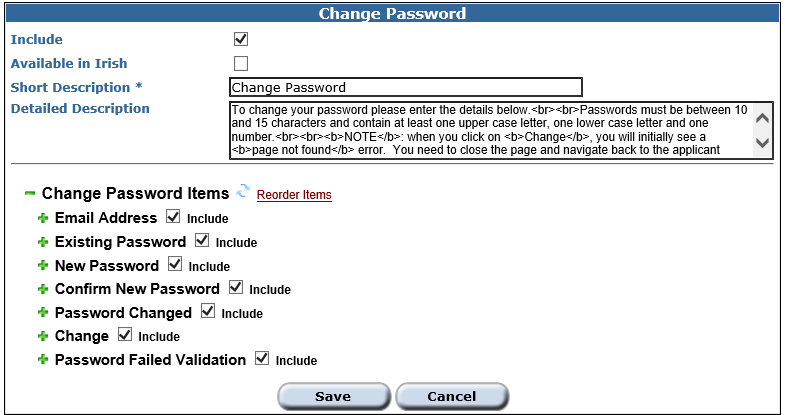 Change Password
Include
Available in Irish
Short Description *
Change Password
Detailed Description
To change your password please enter the details below.<br><br>Passwords must be between 10
and 15 characters and contain at least one upper case letter, one lower case letter and one
number.<br><br><b>NOTE</b>: when you click on <b>Change</b>, you will initially see a
<b>page not found</b> error.  You need to close the page and navigate back to the applicant
Change Password Items Reorder Items
Email Address Include
Existing Password Include
New Password Include
Confirm New Password Include
Password Changed Include
Change Include
Password Failed Validation Include
Save Cancel